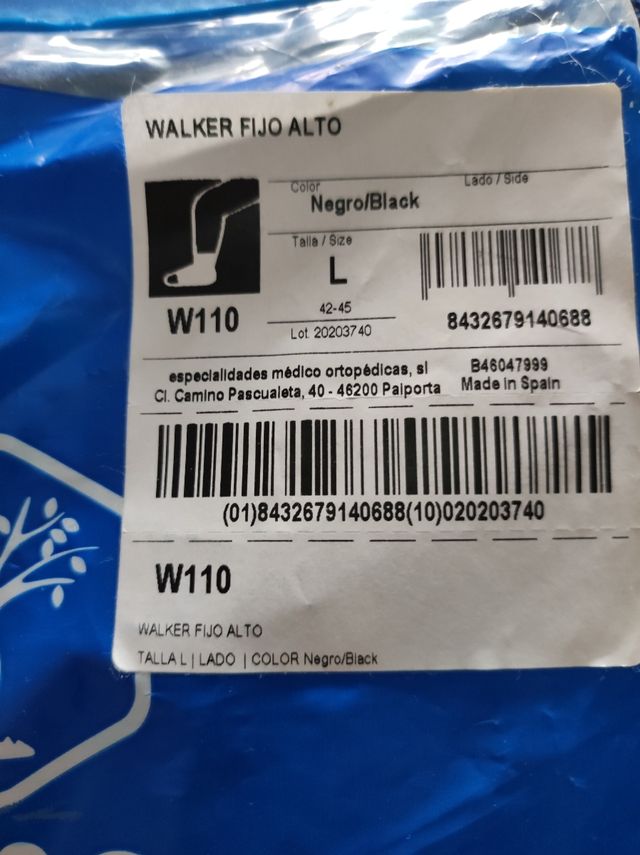 WALKER FIJO ALTO
Color
Negro/Black
Lado / Side
Talla / Size
L
42-45
Lot. 20203740
W110
8432679140688
especialidades médico ortopédicas, sl
Cl. Camino Pascualeta, 40 - 46200 Paiporta
B46047999
Made in Spain
(01)8432679140688(10)020203740
W110
WALKER FIJO ALTO
TALLA L | LADO | COLOR Negro/Black